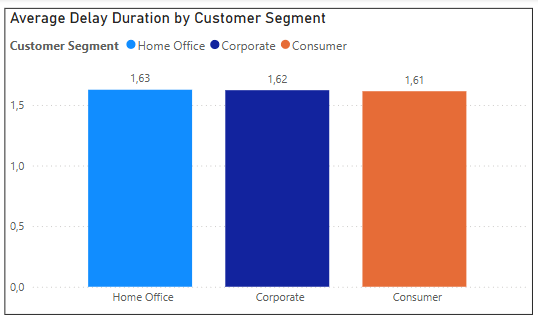 Average Delay Duration by Customer Segment
Customer Segment Home Office Corporate Consumer
1,63 1,62 1,61
1,5
1,0
0,5
0,0
Home Office Corporate Consumer